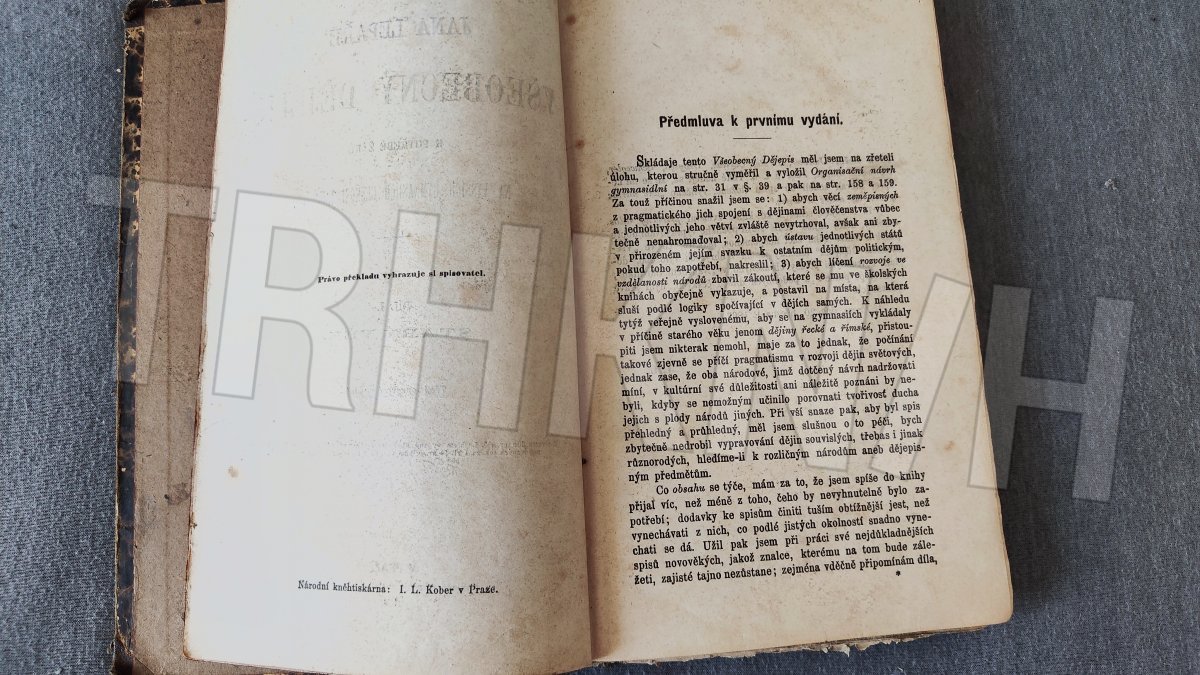 Právo překladu vyhrazuje si spisovatel.
Národní kněhtiskárna: I. L. Kober v Praze.
Předmluva k prvnímu vydání.
Skládaje tento Všeobecný Dějepis měl jsem na zřeteli
úlohu, kterou stručně vyměřil a vyložil Organisační návrh
gymnasiální na str. 31 v §. 39 a pak na str. 158 a 159.
Za touž příčinou snažil jsem se: 1) abych věcí zeměpisných
z pragmatického jich spojení s dějinami člověčenstva vůbec
a jednotlivých jeho větví zvláště nevytrhoval, avšak ani zby-
tečně nenahromaďoval; 2) abych ústavu jednotlivých států
v přirozeném jejím svazku k ostatním dějům politickým,
pokud toho zapotřebí, nakreslil; 3) abych líčení rozvoje ve
vzdělanosti národů zbavil zákoutí, které se mu ve školských
knihách obyčejně vykazuje, a postavil na místa, na která
sluší podlé logiky spočívající v dějích samých. K náhledu
tytýž veřejně vyslovenému, aby se na gymnasiích vykládaly
v příčině starého věku jenom dějiny řecké a římské, přistou-
piti jsem nikterak nemohl, maje za to jednak, že počínání
takové zjevně se příčí pragmatismu v rozvoji dějin světových,
jednak zase, že oba národové, jimž dotčený návrh nadržovati
míní, v kultúrní své důležitosti ani náležitě poznáni by ne-
byli, kdyby se nemožným učinilo porovnati tvořivosť ducha
jejich s plody národů jiných. Při vší snaze pak, aby byl spis
přehledný a průhledný, měl jsem slušnou o to péči, bych
zbytečně nedrobil vypravování dějin souvislých, třebas i jinak
různorodých, hledíme-li k rozličným národům aneb dějepis-
ným předmětům.
Co obsahu se týče, mám za to, že jsem spíše do knihy
přijal víc, než méně z toho, čeho by nevyhnutelně bylo za-
potřebí; dodavky ke spisům činiti tuším obtížnější jest, než
vynechávati z nich, co podlé jistých okolností snadno vyne-
chati se dá. Užil pak jsem při práci své nejdůkladnějších
spisů novověkých, jakož znalce, kterému na tom bude zále-
žeti, zajisté tajno nezůstane; zejména vděčně připomínám díla,
*